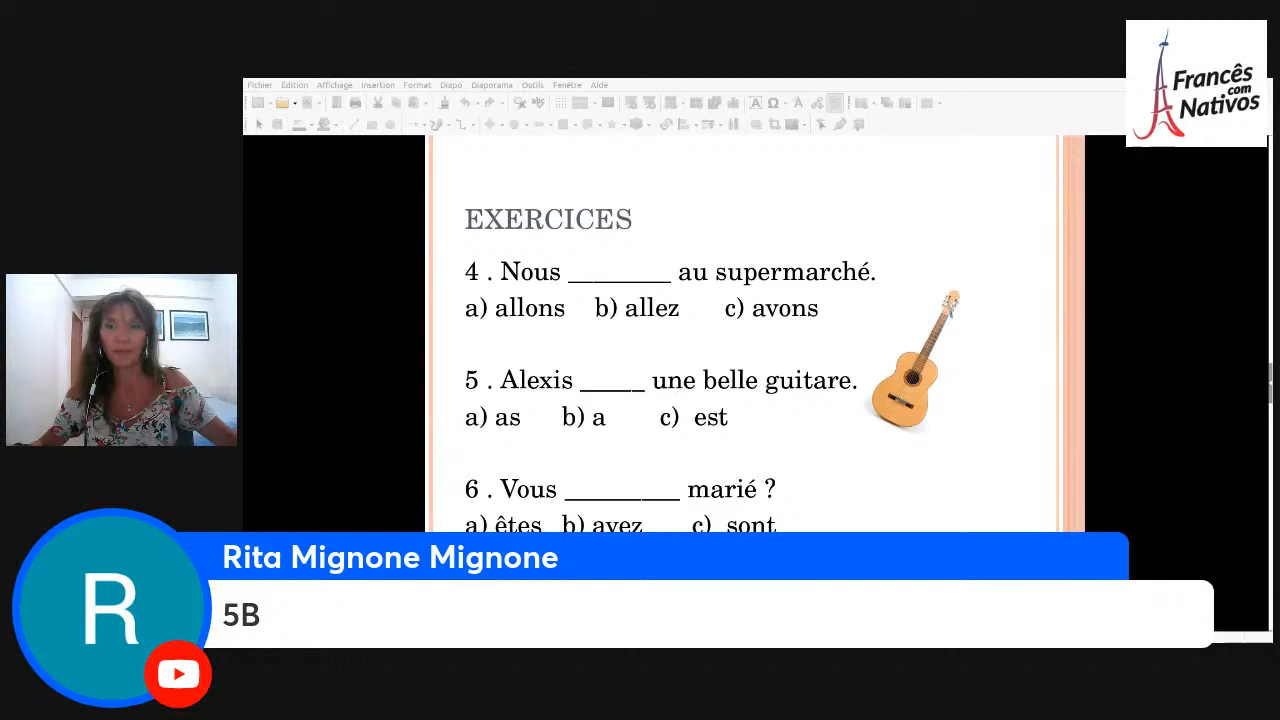 Francês
com
Nativos
Fichier Édition Affichage Insertion Format Diapo Diaporama Outils Fenêtre Aide
EXERCICES
4 . Nous ________ au supermarché.
a) allons b) allez c) avons
5 . Alexis _____ une belle guitare.
a) as b) a c) est
6 . Vous _________ marié ?
a) êtes b) avez c) sont
Rita Mignone Mignone
R
5B